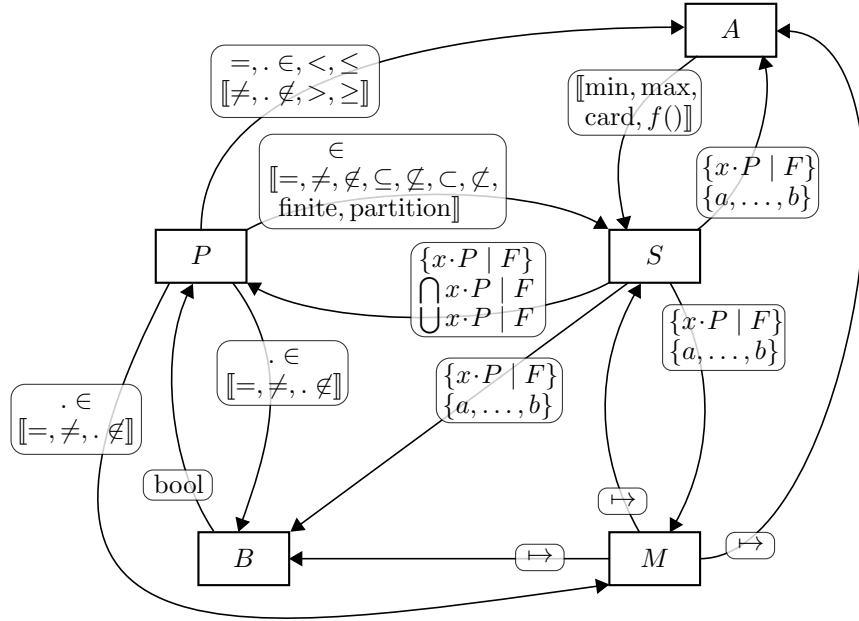 A
=, . ∈, <, ≤
⟦≠, . ∉, >, ≥⟧
⟦min, max,
card, f()⟧
{x·P | F}
{a, . . . , b}
∈
⟦=, ≠, ∉, ⊆, ⊈, ⊂, ⊄,
finite, partition⟧
P
S
{x·P | F}
⋂ x·P | F
⋃ x·P | F
{x·P | F}
{a, . . . , b}
. ∈
⟦=, ≠, . ∉⟧
{x·P | F}
{a, . . . , b}
. ∈
⟦=, ≠, . ∉⟧
bool
↦
↦
↦
B
M